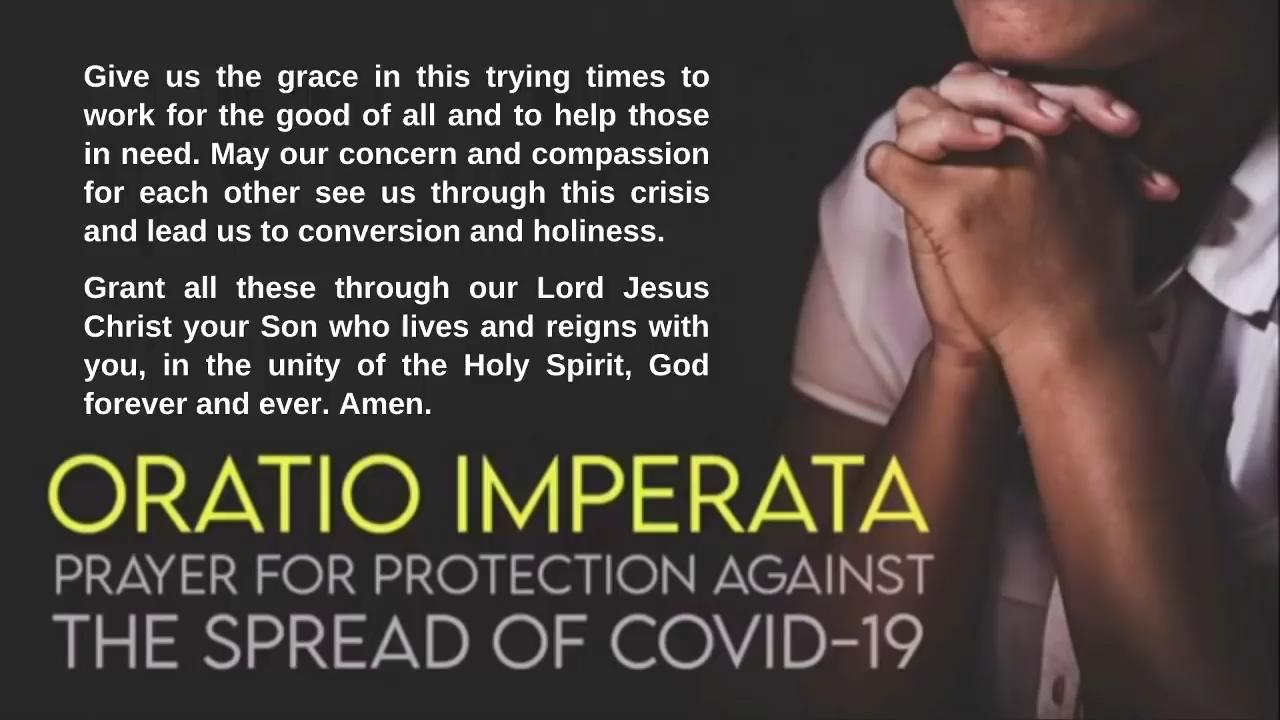 Give us the grace in this trying times to
work for the good of all and to help those
in need. May our concern and compassion
for each other see us through this crisis
and lead us to conversion and holiness.
Grant all these through our Lord Jesus
Christ your Son who lives and reigns with
you, in the unity of the Holy Spirit, God
forever and ever. Amen.
ORATIO IMPERATA
PRAYER FOR PROTECTION AGAINST
THE SPREAD OF COVID-19